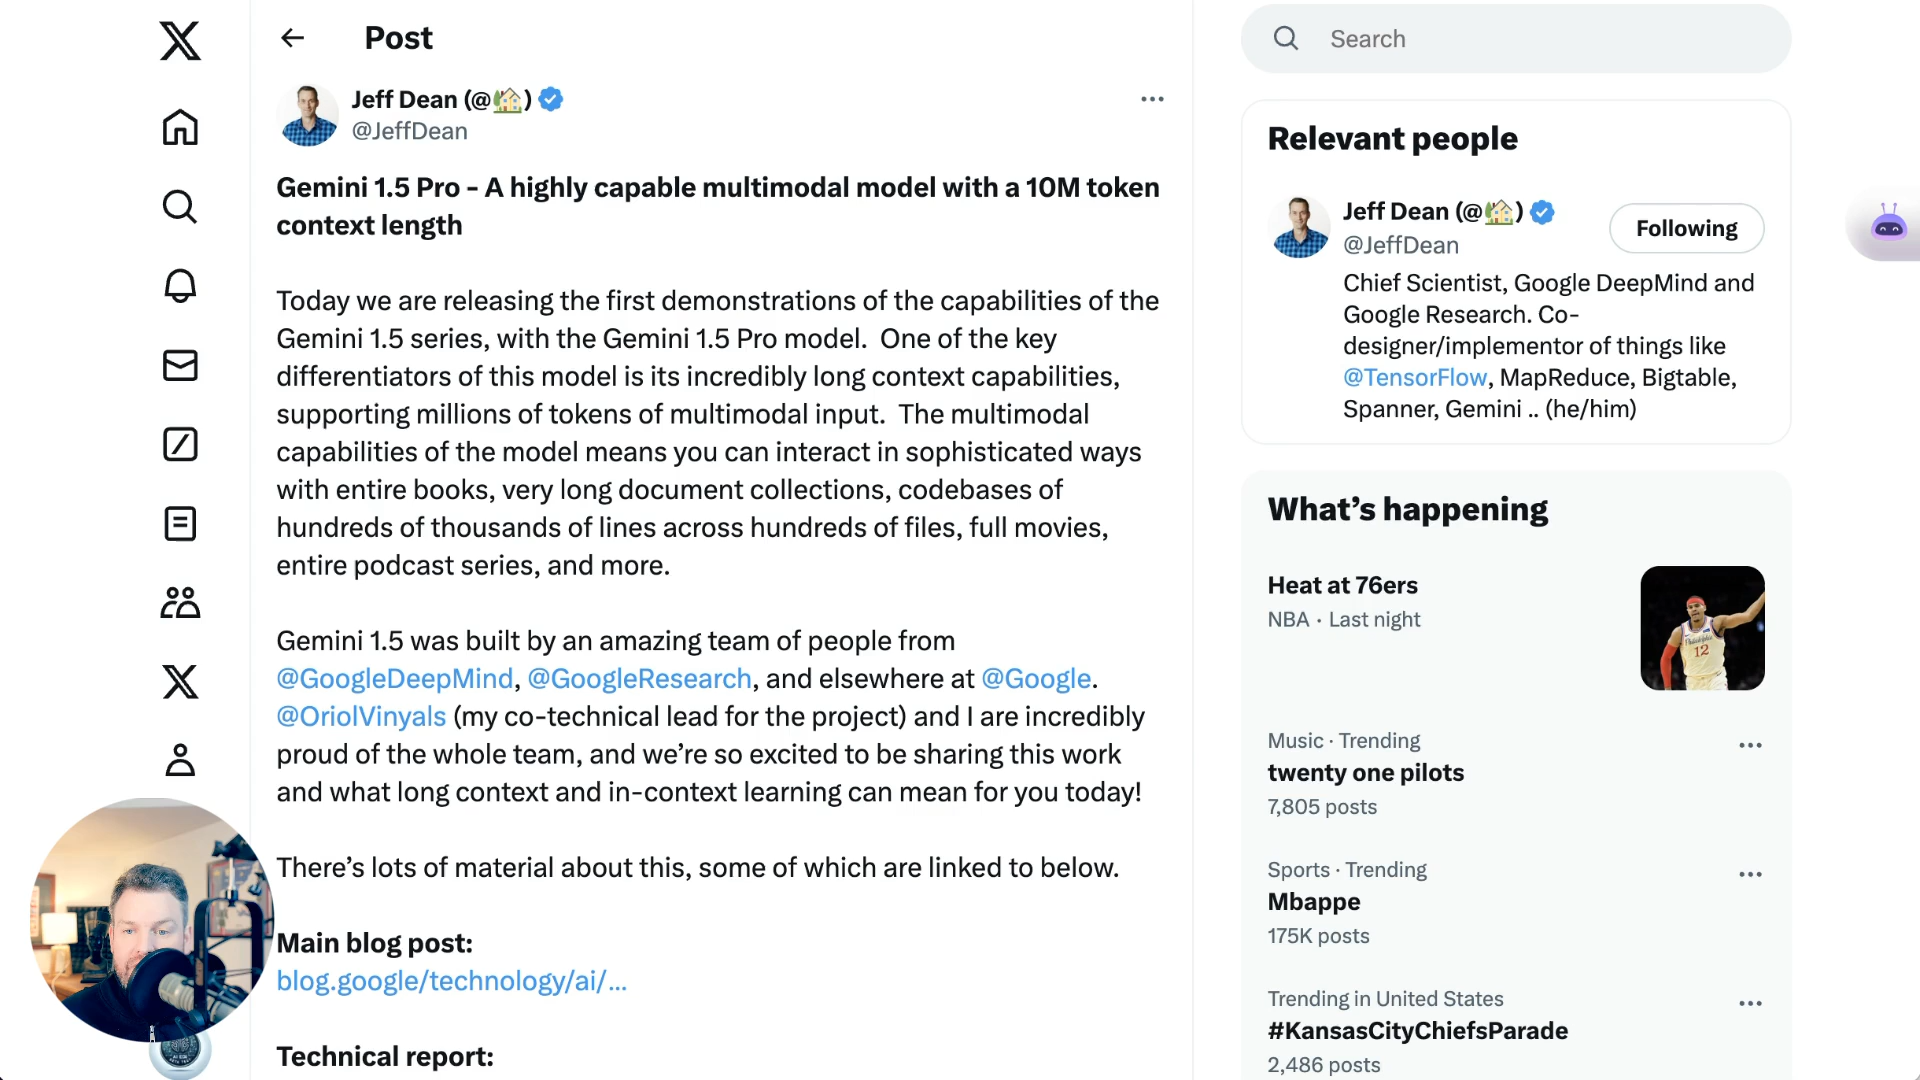 Post
Jeff Dean (@🏡)
@JeffDean
Gemini 1.5 Pro - A highly capable multimodal model with a 10M token
context length
Today we are releasing the first demonstrations of the capabilities of the
Gemini 1.5 series, with the Gemini 1.5 Pro model.  One of the key
differentiators of this model is its incredibly long context capabilities,
supporting millions of tokens of multimodal input.  The multimodal
capabilities of the model means you can interact in sophisticated ways
with entire books, very long document collections, codebases of
hundreds of thousands of lines across hundreds of files, full movies,
entire podcast series, and more.
Gemini 1.5 was built by an amazing team of people from
@GoogleDeepMind, @GoogleResearch, and elsewhere at @Google.
@OriolVinyals (my co-technical lead for the project) and I are incredibly
proud of the whole team, and we’re so excited to be sharing this work
and what long context and in-context learning can mean for you today!
There’s lots of material about this, some of which are linked to below.
Main blog post:
blog.google/technology/ai/...
Technical report:
Search
Relevant people
Jeff Dean (@🏡)
@JeffDean
Following
Chief Scientist, Google DeepMind and
Google Research. Co-
designer/implementor of things like
@TensorFlow, MapReduce, Bigtable,
Spanner, Gemini .. (he/him)
What’s happening
Heat at 76ers
NBA · Last night
Philadelphia
12
Music · Trending
twenty one pilots
7,805 posts
Sports · Trending
Mbappe
175K posts
Trending in United States
#KansasCityChiefsParade
2,486 posts